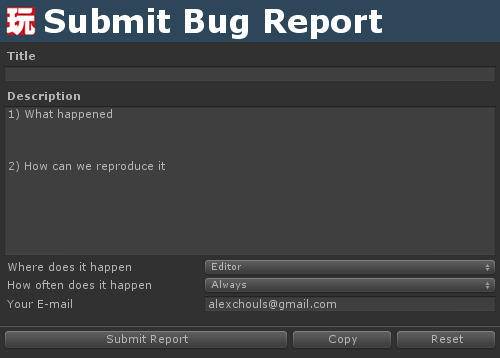 玩 Submit Bug Report
Title
Description
1) What happened
2) How can we reproduce it
Where does it happen Editor
How often does it happen Always
Your E-mail alexchouls@gmail.com
Submit Report Copy Reset